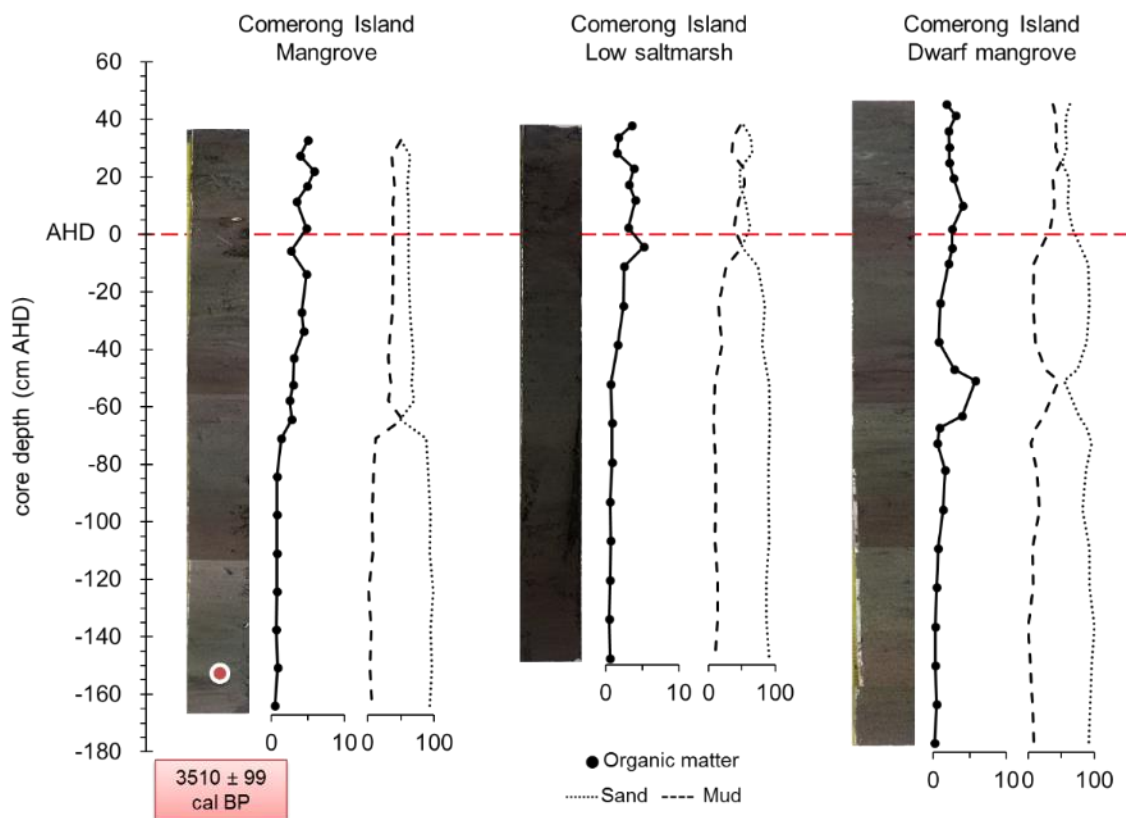 Comerong Island
Mangrove
Comerong Island
Low saltmarsh
Comerong Island
Dwarf mangrove
core depth (cm AHD)
60
40
20
AHD 0
-20
-40
-60
-80
-100
-120
-140
-160
-180
0 10 0 100
0 10 0 100
0 10 0 100
3510 ± 99
cal BP
Organic matter
Sand Mud